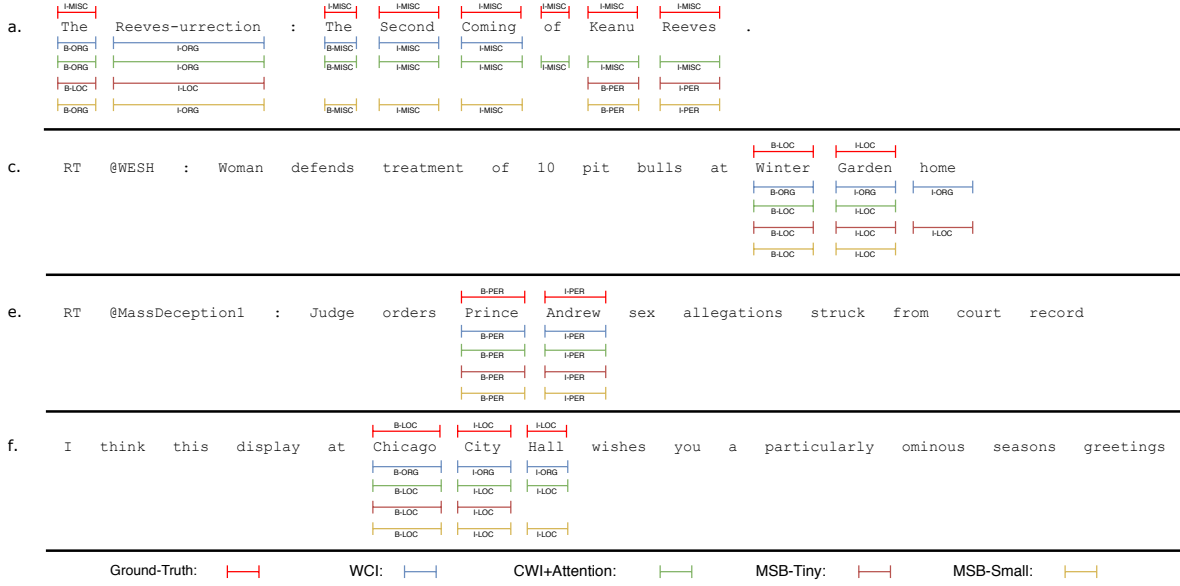 I-MISC I-MISC I-MISC I-MISC I-MISC I-MISC I-MISC
a. The Reeves-urrection : The Second Coming of Keanu Reeves .
B-ORG I-ORG B-MISC I-MISC I-MISC
B-ORG I-ORG B-MISC I-MISC I-MISC I-MISC I-MISC I-MISC
B-LOC I-LOC B-PER I-PER
B-ORG I-ORG B-MISC I-MISC I-MISC B-PER I-PER
B-LOC I-LOC
c. RT @WESH : Woman defends treatment of 10 pit bulls at Winter Garden home
B-ORG I-ORG I-ORG
B-LOC I-LOC
B-LOC I-LOC I-LOC
B-LOC I-LOC
B-PER I-PER
e. RT @MassDeception1 : Judge orders Prince Andrew sex allegations struck from court record
B-PER I-PER
B-PER I-PER
B-PER I-PER
B-PER I-PER
B-LOC I-LOC I-LOC
f. I think this display at Chicago City Hall wishes you a particularly ominous seasons greetings
B-ORG I-ORG I-ORG
B-LOC I-LOC I-LOC
B-LOC I-LOC
B-LOC I-LOC I-LOC
Ground-Truth: WCI: CWI+Attention: MSB-Tiny: MSB-Small: